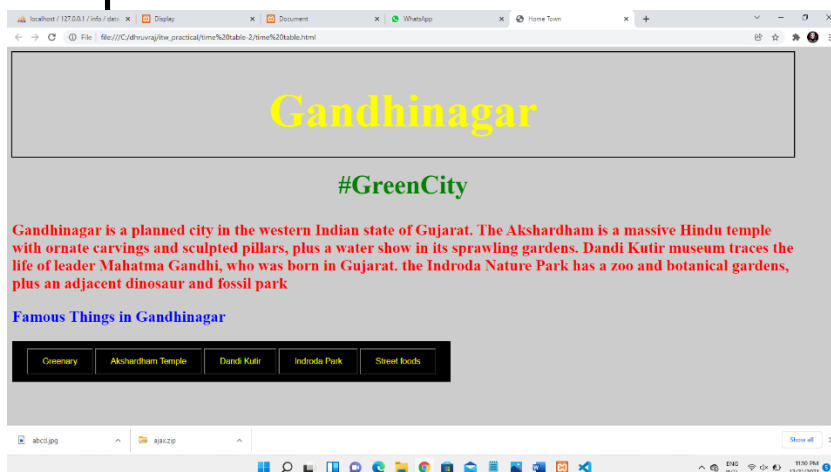 localhost / 127.0.0.1 / info / data
Display
Document
WhatsApp
Home Town
File
file:///C:/dhruvraj/itw_practical/time%20table-2/time%20table.html
Gandhinagar
#GreenCity
Gandhinagar is a planned city in the western Indian state of Gujarat. The Akshardham is a massive Hindu temple
with ornate carvings and sculpted pillars, plus a water show in its sprawling gardens. Dandi Kutir museum traces the
life of leader Mahatma Gandhi, who was born in Gujarat. the Indroda Nature Park has a zoo and botanical gardens,
plus an adjacent dinosaur and fossil park
Famous Things in Gandhinagar
Greenary
Akshardham Temple
Dandi Kutir
Indroda Park
Street foods
abcd.jpg
ajax.zip
Show all
ENG
11:10 PM